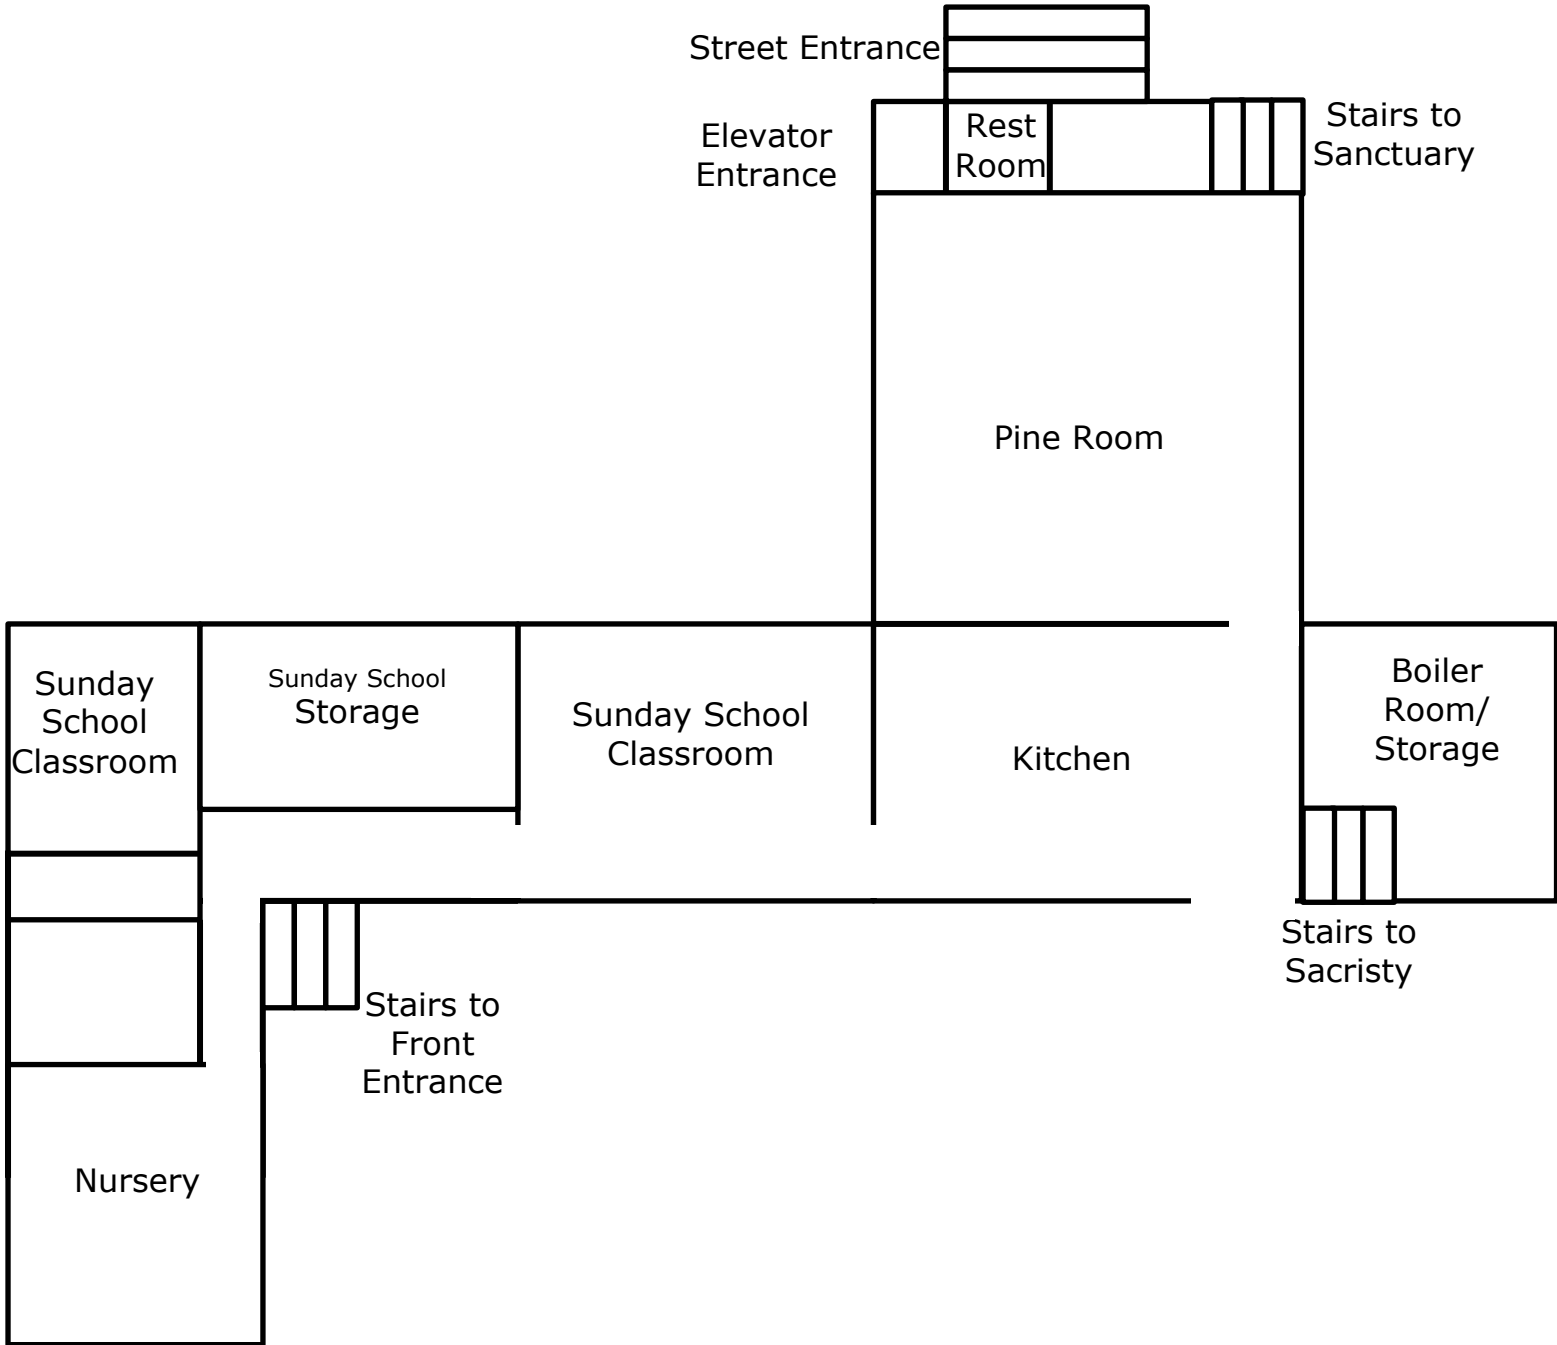 Street Entrance
Elevator
Entrance
Rest
Room
Stairs to
Sanctuary
Pine Room
Sunday
School
Classroom
Sunday School
Storage
Sunday School
Classroom
Kitchen
Boiler
Room/
Storage
Stairs to
Sacristy
Stairs to
Front
Entrance
Nursery